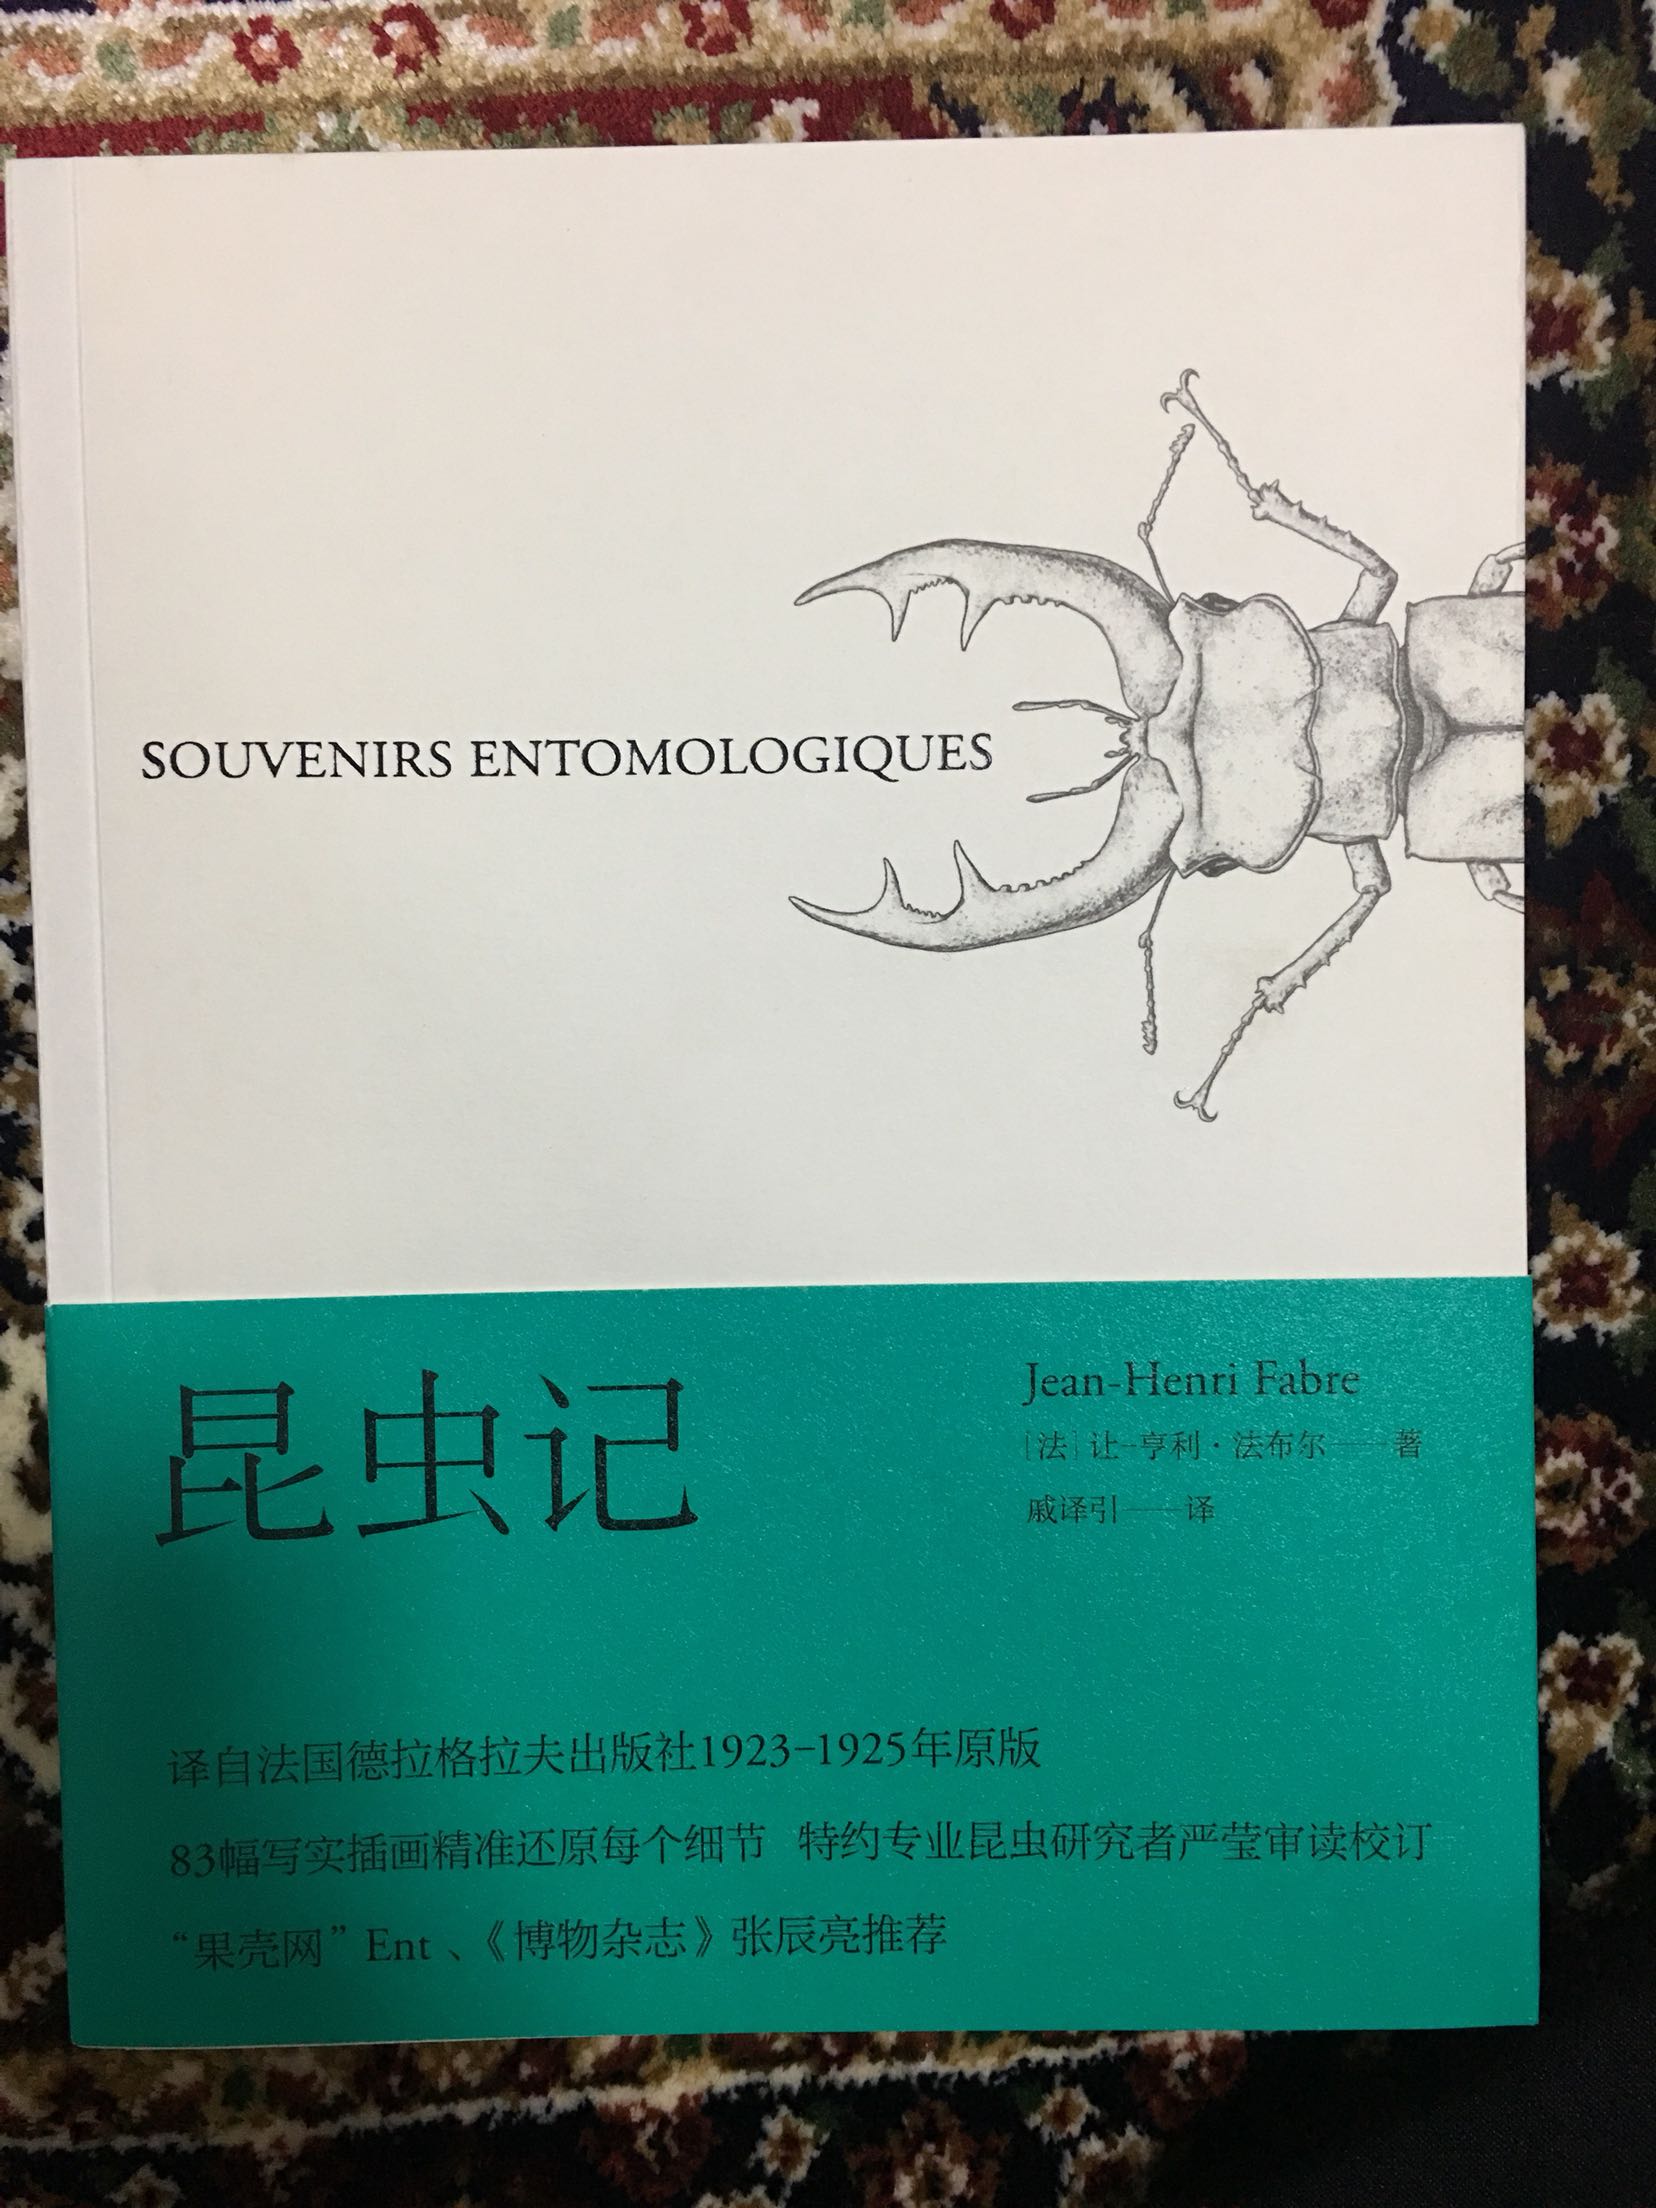 SOUVENIRS ENTOMOLOGIQUES
昆虫记
Jean-Henri Fabre
[法]让-亨利·法布尔——著
戚译引——译
译自法国德拉格拉夫出版社1923-1925年原版
83幅写实插画精准还原每个细节 特约专业昆虫研究者严莹审读校订
“果壳网”Ent、《博物杂志》张辰亮推荐